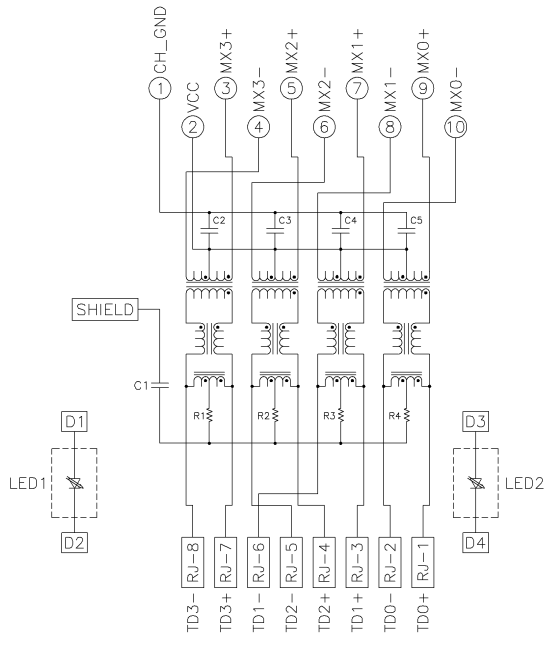 CH_GND
MX3+
MX2+
MX1+
MX0+
VCC
MX3-
MX2-
MX1-
MX0-
1
3
5
7
9
2
4
6
8
10
C2
C3
C4
C5
SHIELD
C1
R1
R2
R3
R4
D1
D3
LED1
LED2
D2
D4
RJ-8
RJ-7
RJ-6
RJ-5
RJ-4
RJ-3
RJ-2
RJ-1
TD3-
TD3+
TD1-
TD2-
TD2+
TD1+
TD0-
TD0+